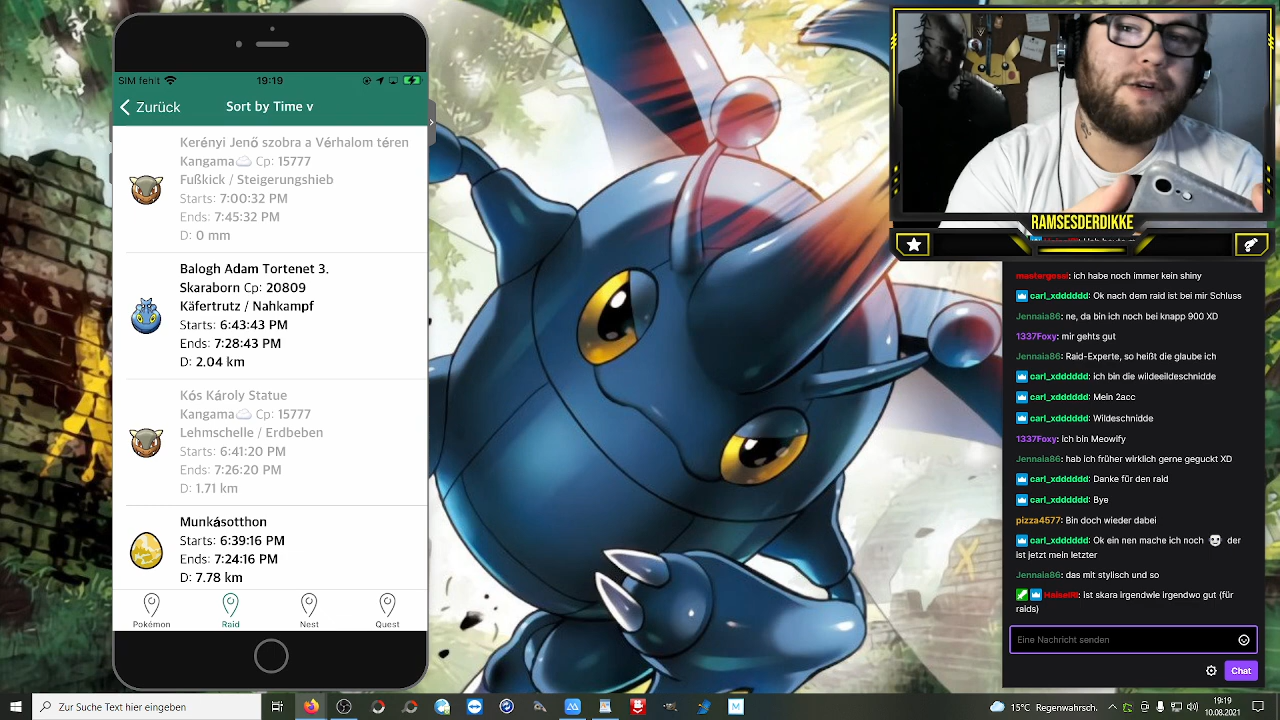 SIM fehlt
19:19
Zurück
Sort by Time v
Kerényi Jenő szobra a Vérhalom téren
Kangama☁️ Cp: 15777
Fußkick / Steigerungshieb
Starts: 7:00:32 PM
Ends: 7:45:32 PM
D: 0 mm
Balogh Adam Tortenet 3.
Skaraborn Cp: 20809
Käfertrutz / Nahkampf
Starts: 6:43:43 PM
Ends: 7:28:43 PM
D: 2.04 km
Kós Károly Statue
Kangama☁️ Cp: 15777
Lehmschelle / Erdbeben
Starts: 6:41:20 PM
Ends: 7:26:20 PM
D: 1.71 km
Munkásotthon
Starts: 6:39:16 PM
Ends: 7:24:16 PM
D: 7.78 km
Pokémon
Raid
Nest
Quest
RAMSESDERDIKKE
mastergossi: ich habe noch immer kein shiny
carl_xdddddd: Ok nach dem raid ist bei mir Schluss
Jennaia86: ne, da bin ich noch bei knapp 900 XD
1337Foxy: mir gehts gut
Jennaia86: Raid-Experte, so heißt die glaube ich
carl_xdddddd: ich bin die wildeeildeschnidde
carl_xdddddd: Mein 2acc
carl_xdddddd: Wildeschnidde
1337Foxy: Ich bin Meowify
Jennaia86: hab ich früher wirklich gerne geguckt XD
carl_xdddddd: Danke für den raid
carl_xdddddd: Bye
pizza4577: Bin doch wieder dabei
carl_xdddddd: Ok ein nen mache ich noch 💀 der
ist jetzt mein letzter
Jennaia86: das mit stylisch und so
HaiselRI: Ist skara irgendwie irgendwo gut (für
raids)
Eine Nachricht senden
Chat
Zur Suche Text hier eingeben
15°C
19:19
10.08.2021